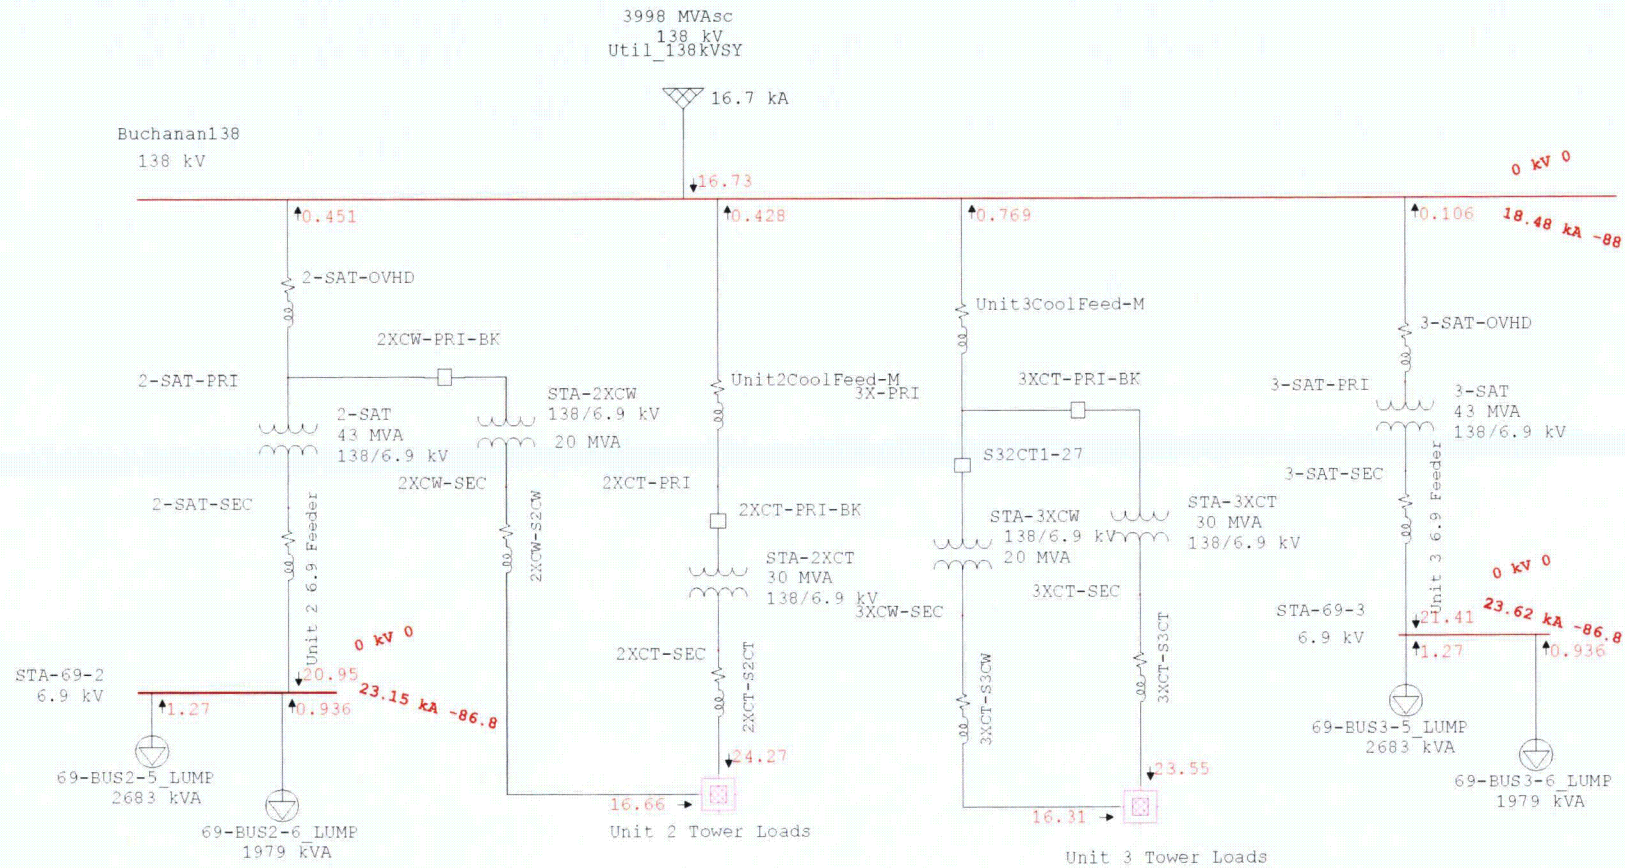 3998 MVAsc
138 kV
Util_138kVSY
16.7 kA
Buchanan138
138 kV
0 kV 0
16.73
0.451
0.428
0.769
0.106
18.48 kA -88
2-SAT-OVHD
Unit3CoolFeed-M
3-SAT-OVHD
2XCW-PRI-BK
2-SAT-PRI
Unit2CoolFeed-M
3X-PRI
3XCT-PRI-BK
3-SAT-PRI
STA-2XCW
138/6.9 kV
20 MVA
2-SAT
43 MVA
138/6.9 kV
3-SAT
43 MVA
138/6.9 kV
S32CT1-27
2XCW-SEC
2XCT-PRI
3-SAT-SEC
2-SAT-SEC
2XCT-PRI-BK
STA-3XCW
138/6.9 kV
20 MVA
STA-3XCT
30 MVA
138/6.9 kV
Unit 2 6.9 Feeder
2XCW-S2CW
STA-2XCT
30 MVA
138/6.9 kV
3XCT-SEC
3XCW-SEC
Unit 3 6.9 Feeder
0 kV 0
STA-69-3
6.9 kV
21.41
23.62 kA -86.8
1.27
0.936
0 kV 0
2XCT-SEC
2XCT-S2CT
3XCT-S3CW
3XCT-S3CT
STA-69-2
6.9 kV
20.95
23.15 kA -86.8
1.27
0.936
69-BUS3-5_LUMP
2683 kVA
24.27
23.55
69-BUS2-5_LUMP
2683 kVA
69-BUS3-6_LUMP
1979 kVA
16.66
16.31
69-BUS2-6_LUMP
1979 kVA
Unit 2 Tower Loads
Unit 3 Tower Loads